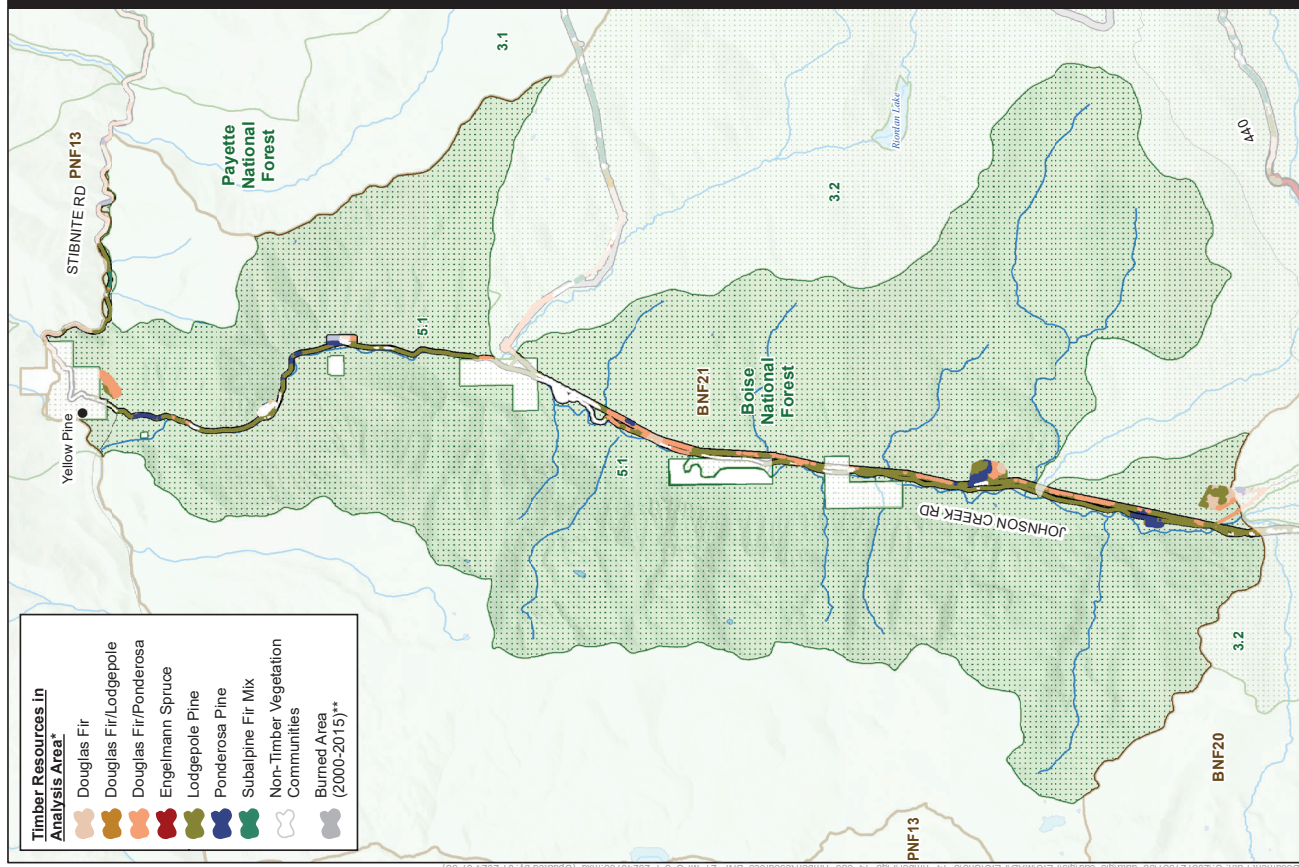 Timber Resources in
Analysis Area*
Douglas Fir
Douglas Fir/Lodgepole
Douglas Fir/Ponderosa
Engelmann Spruce
Lodgepole Pine
Ponderosa Pine
Subalpine Fir Mix
Non-Timber Vegetation
Communities
Burned Area
(2000-2015)**
Yellow Pine
STIBNITE RD
PNF13
Payette
National
Forest
3.1
5.1
3.2
Riordan Lake
440
BNF21
Boise
National
Forest
5.1
JOHNSON CREEK RD
3.2
BNF20
PNF13